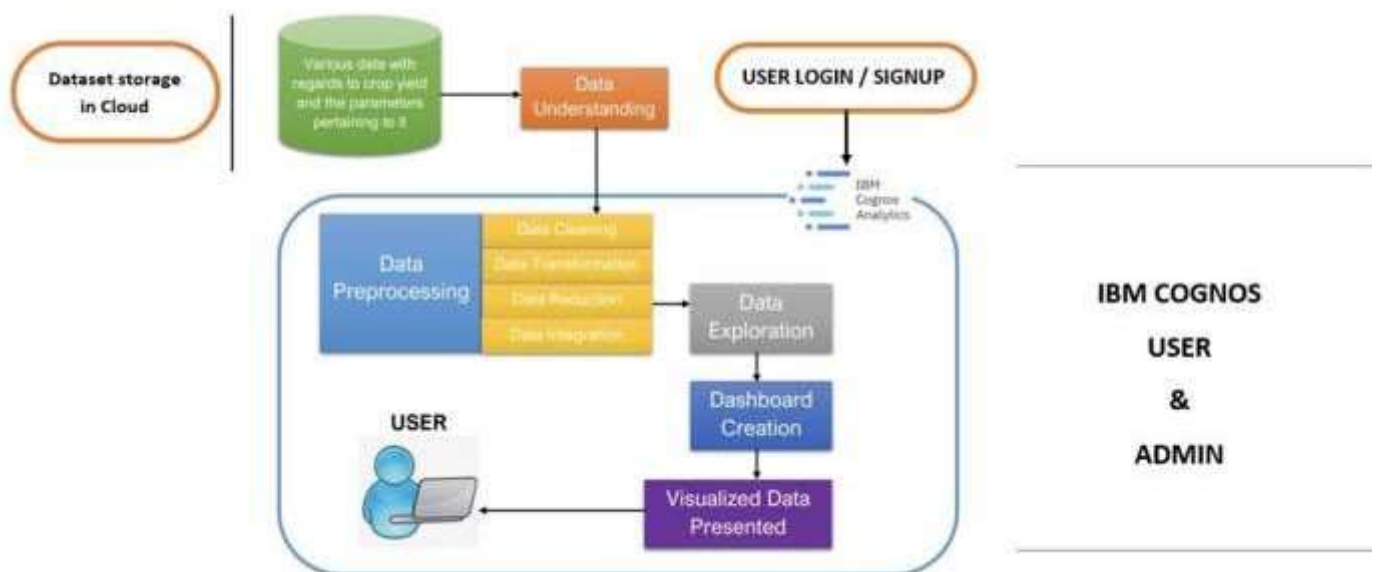 Dataset storage
in Cloud
Various date with
regards to crop yield
and the parameters
pertaining to it
Data
Understanding
USER LOGIN / SIGNUP
IBM
Cognos
Analytics
Data
Preprocessing
Data Cleaning
Data Transformation
Data Reduction
Data Integration
Data
Exploration
Dashboard
Creation
USER
Visualized Data
Presented
IBM COGNOS
USER
&
ADMIN